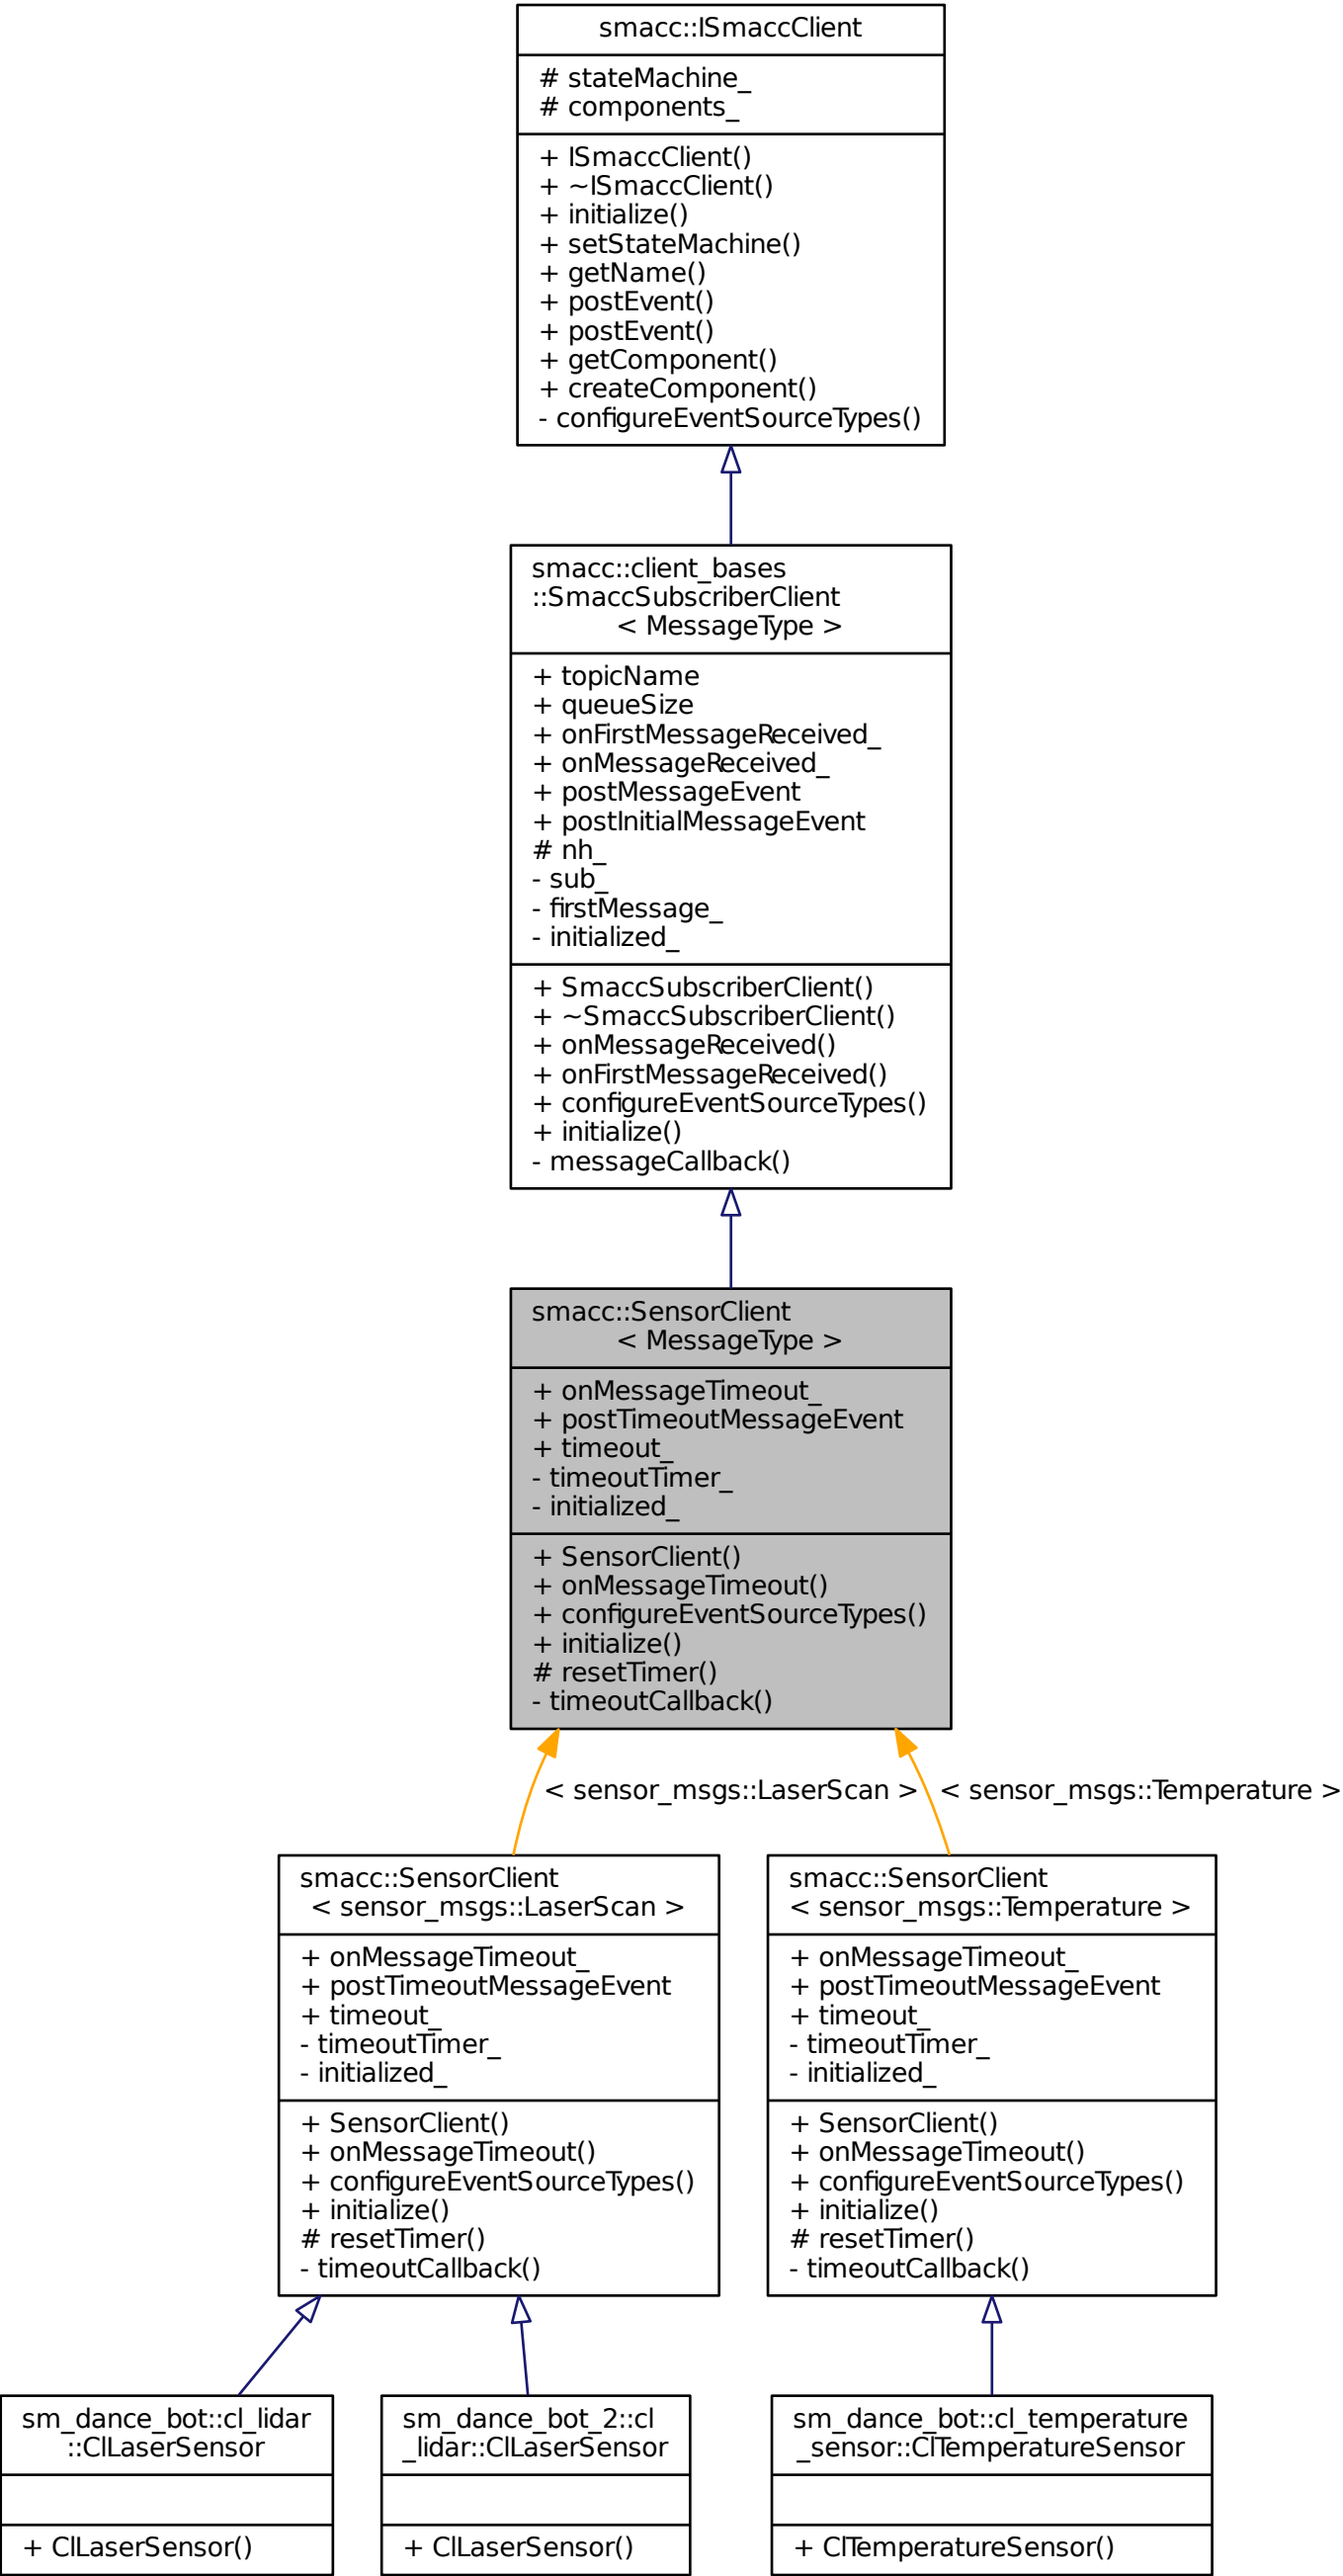 smacc::ISmaccClient
# stateMachine_
# components_
+ ISmaccClient()
+ ~ISmaccClient()
+ initialize()
+ setStateMachine()
+ getName()
+ postEvent()
+ postEvent()
+ getComponent()
+ createComponent()
- configureEventSourceTypes()
smacc::client_bases
::SmaccSubscriberClient
< MessageType >
+ topicName
+ queueSize
+ onFirstMessageReceived_
+ onMessageReceived_
+ postMessageEvent
+ postInitialMessageEvent
# nh_
- sub_
- firstMessage_
- initialized_
+ SmaccSubscriberClient()
+ ~SmaccSubscriberClient()
+ onMessageReceived()
+ onFirstMessageReceived()
+ configureEventSourceTypes()
+ initialize()
- messageCallback()
smacc::SensorClient
< MessageType >
+ onMessageTimeout_
+ postTimeoutMessageEvent
+ timeout_
- timeoutTimer_
- initialized_
+ SensorClient()
+ onMessageTimeout()
+ configureEventSourceTypes()
+ initialize()
# resetTimer()
- timeoutCallback()
< sensor_msgs::LaserScan >
< sensor_msgs::Temperature >
smacc::SensorClient
< sensor_msgs::LaserScan >
+ onMessageTimeout_
+ postTimeoutMessageEvent
+ timeout_
- timeoutTimer_
- initialized_
+ SensorClient()
+ onMessageTimeout()
+ configureEventSourceTypes()
+ initialize()
# resetTimer()
- timeoutCallback()
smacc::SensorClient
< sensor_msgs::Temperature >
+ onMessageTimeout_
+ postTimeoutMessageEvent
+ timeout_
- timeoutTimer_
- initialized_
+ SensorClient()
+ onMessageTimeout()
+ configureEventSourceTypes()
+ initialize()
# resetTimer()
- timeoutCallback()
sm_dance_bot::cl_lidar
::ClLaserSensor
+ ClLaserSensor()
sm_dance_bot_2::cl
_lidar::ClLaserSensor
+ ClLaserSensor()
sm_dance_bot::cl_temperature
_sensor::ClTemperatureSensor
+ ClTemperatureSensor()